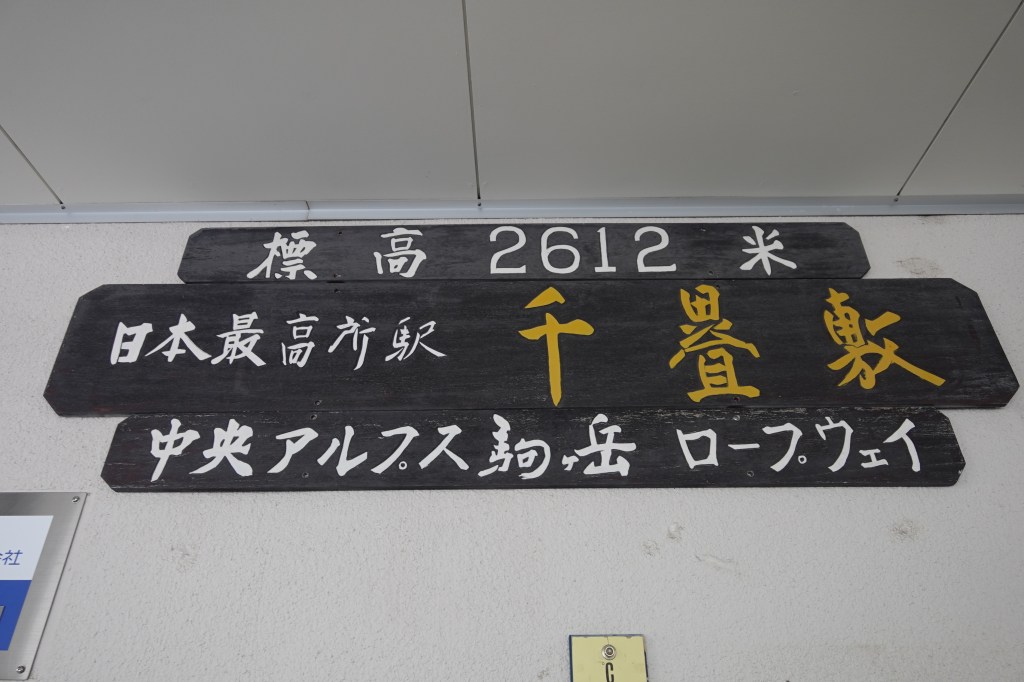 標高 2612 米
日本最高所駅 千畳敷
中央アルプス駒ヶ岳 ロープウェイ
社
C